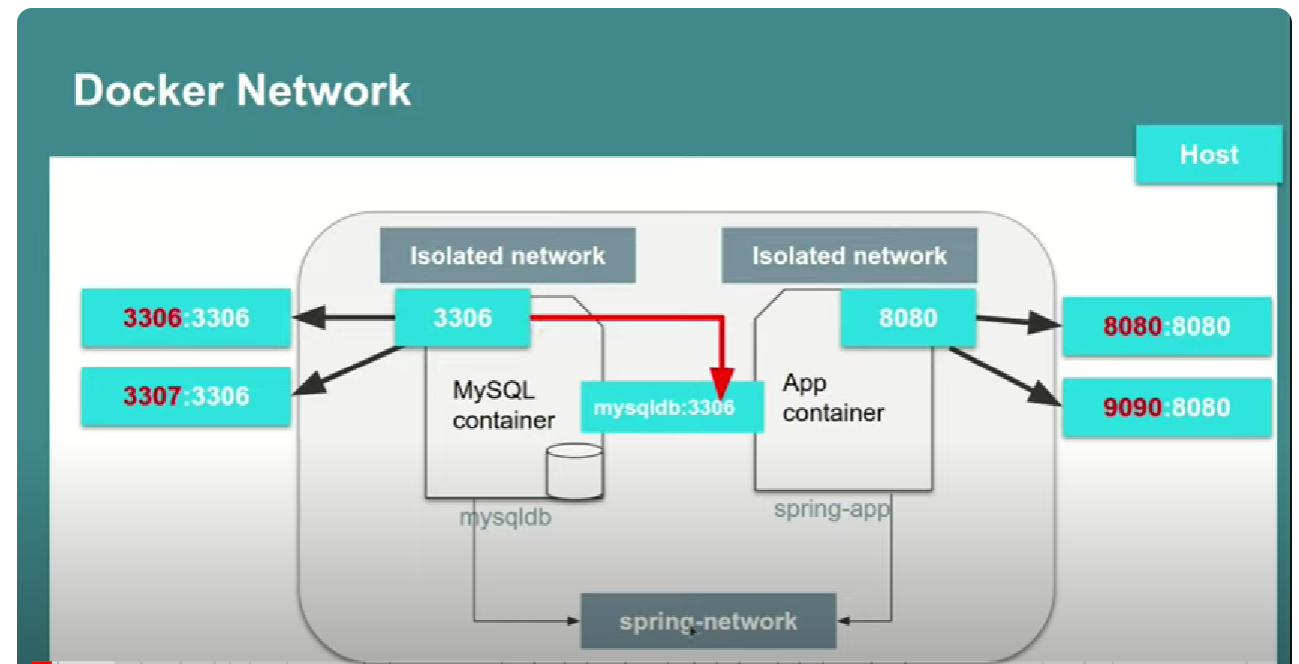 Docker Network
Host
Isolated network
Isolated network
3306:3306
3306
8080
8080:8080
3307:3306
MySQL
container
mysqldb:3306
App
container
9090:8080
mysqldb
spring-app
spring-network